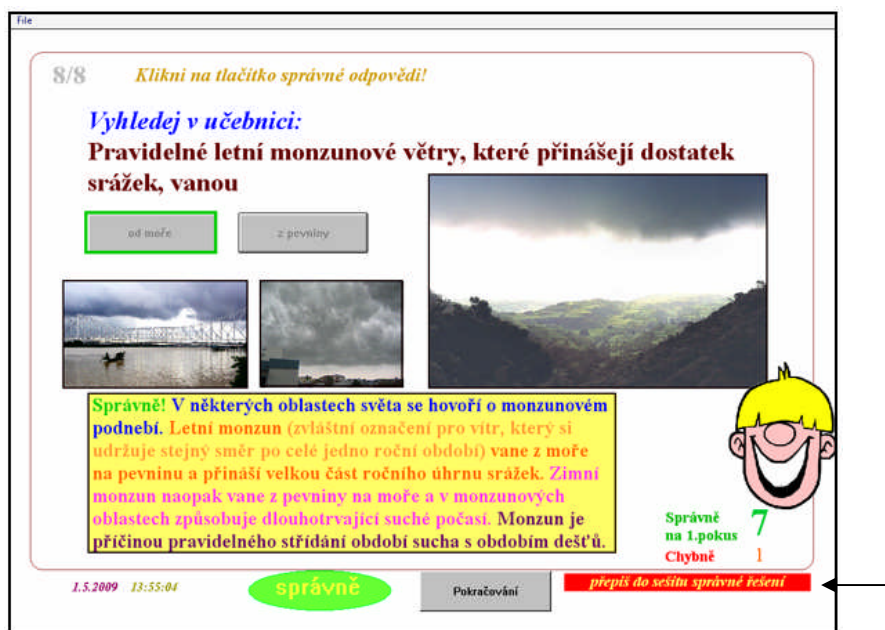 File
8/8 Klikni na tlačítko správné odpovědi!
Vyhledej v učebnici:
Pravidelné letní monzunové větry, které přinášejí dostatek
srážek, vanou
od moře z pevniny
Správně! V některých oblastech světa se hovoří o monzunovém
podnebí. Letní monzun (zvláštní označení pro vítr, který si
udržuje stejný směr po celé jedno roční období) vane z moře
na pevninu a přináší velkou část ročního úhrnu srážek. Zimní
monzun naopak vane z pevniny na moře a v monzunových
oblastech způsobuje dlouhotrvající suché počasí. Monzun je
příčinou pravidelného střídání období sucha s obdobím dešťů.
Správně
na 1.pokus 7
Chybně 1
1.5.2009 13:55:04 správně Pokračování přepiš do sešitu správné řešení